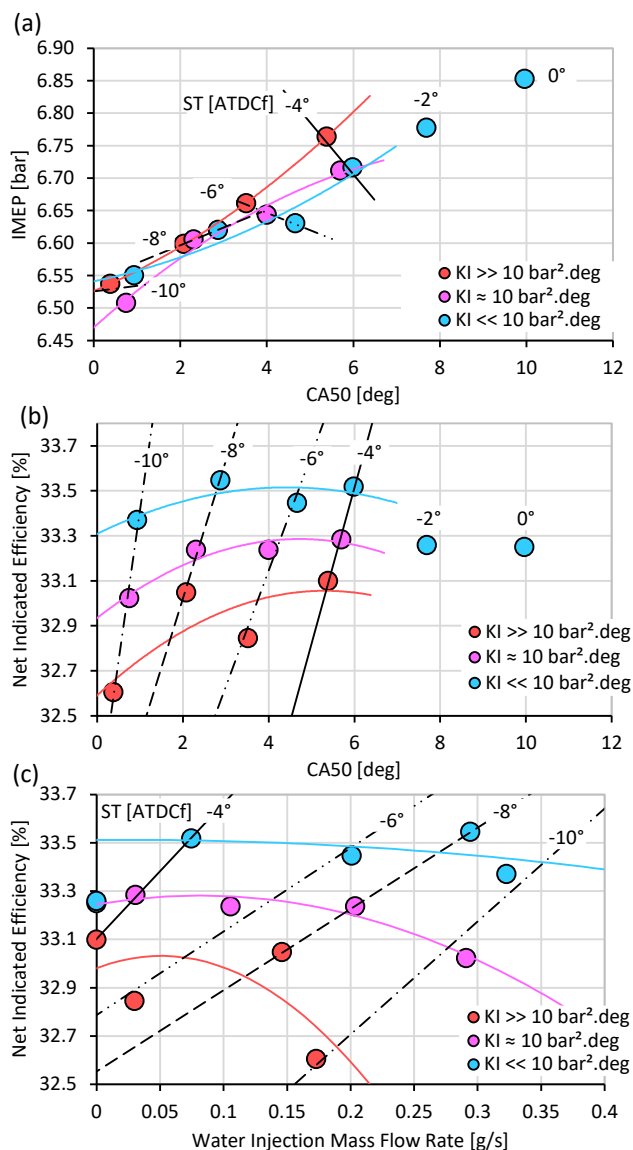 (a)
6.90
6.85
6.80
6.75
6.70
6.65
6.60
6.55
6.50
6.45
IMEP [bar]
ST [ATDCf]
-4°
-2°
0°
-6°
-8°
-10°
KI >> 10 bar².deg
KI ≈ 10 bar².deg
KI << 10 bar².deg
0 2 4 6 8 10 12
CA50 [deg]
(b)
33.7
33.5
33.3
33.1
32.9
32.7
32.5
Net Indicated Efficiency [%]
-10°
-8°
-6°
-4°
-2°
0°
KI >> 10 bar².deg
KI ≈ 10 bar².deg
KI << 10 bar².deg
0 2 4 6 8 10 12
CA50 [deg]
(c)
33.7
33.5
33.3
33.1
32.9
32.7
32.5
Net Indicated Efficiency [%]
ST [ATDCf]
-4°
-6°
-8°
-10°
KI >> 10 bar².deg
KI ≈ 10 bar².deg
KI << 10 bar².deg
0 0.05 0.1 0.15 0.2 0.25 0.3 0.35 0.4
Water Injection Mass Flow Rate [g/s]